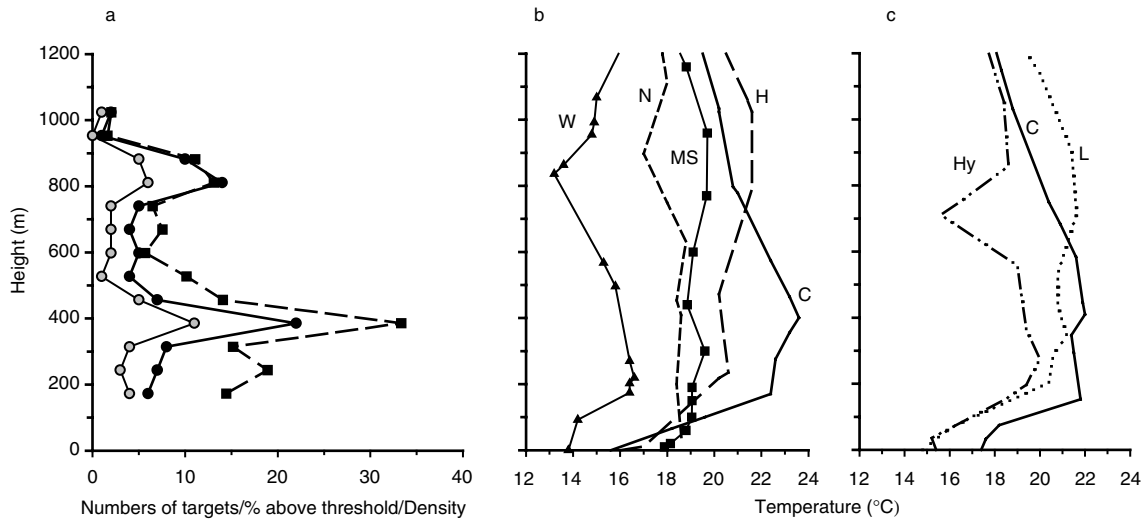 a
b
c
1200
1000
800
600
400
200
0
Height (m)
0
10
20
30
40
Numbers of targets/% above threshold/Density
W
N
MS
H
C
12
14
16
18
20
22
24
Hy
C
L
12
14
16
18
20
22
24
Temperature (°C)